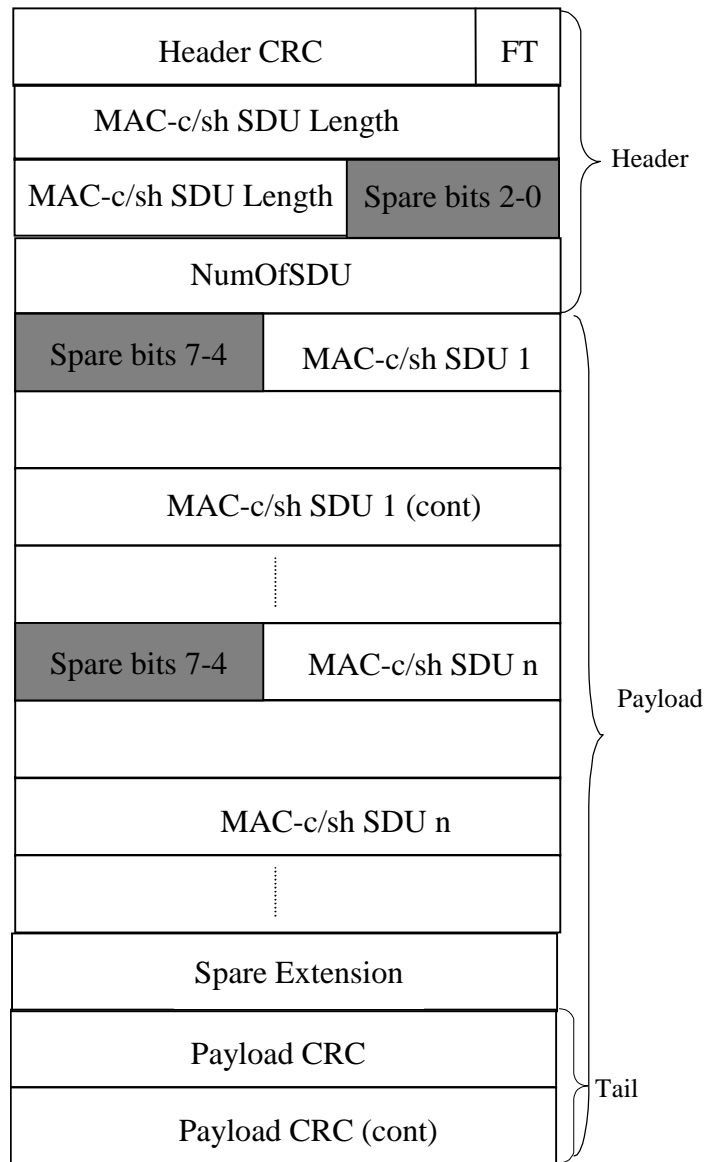 Header CRC FT
MAC-c/sh SDU Length
Header
MAC-c/sh SDU Length Spare bits 2-0
NumOfSDU
Spare bits 7-4 MAC-c/sh SDU 1
MAC-c/sh SDU 1 (cont)
Spare bits 7-4 MAC-c/sh SDU n
Payload
MAC-c/sh SDU n
Spare Extension
Payload CRC
Tail
Payload CRC (cont)